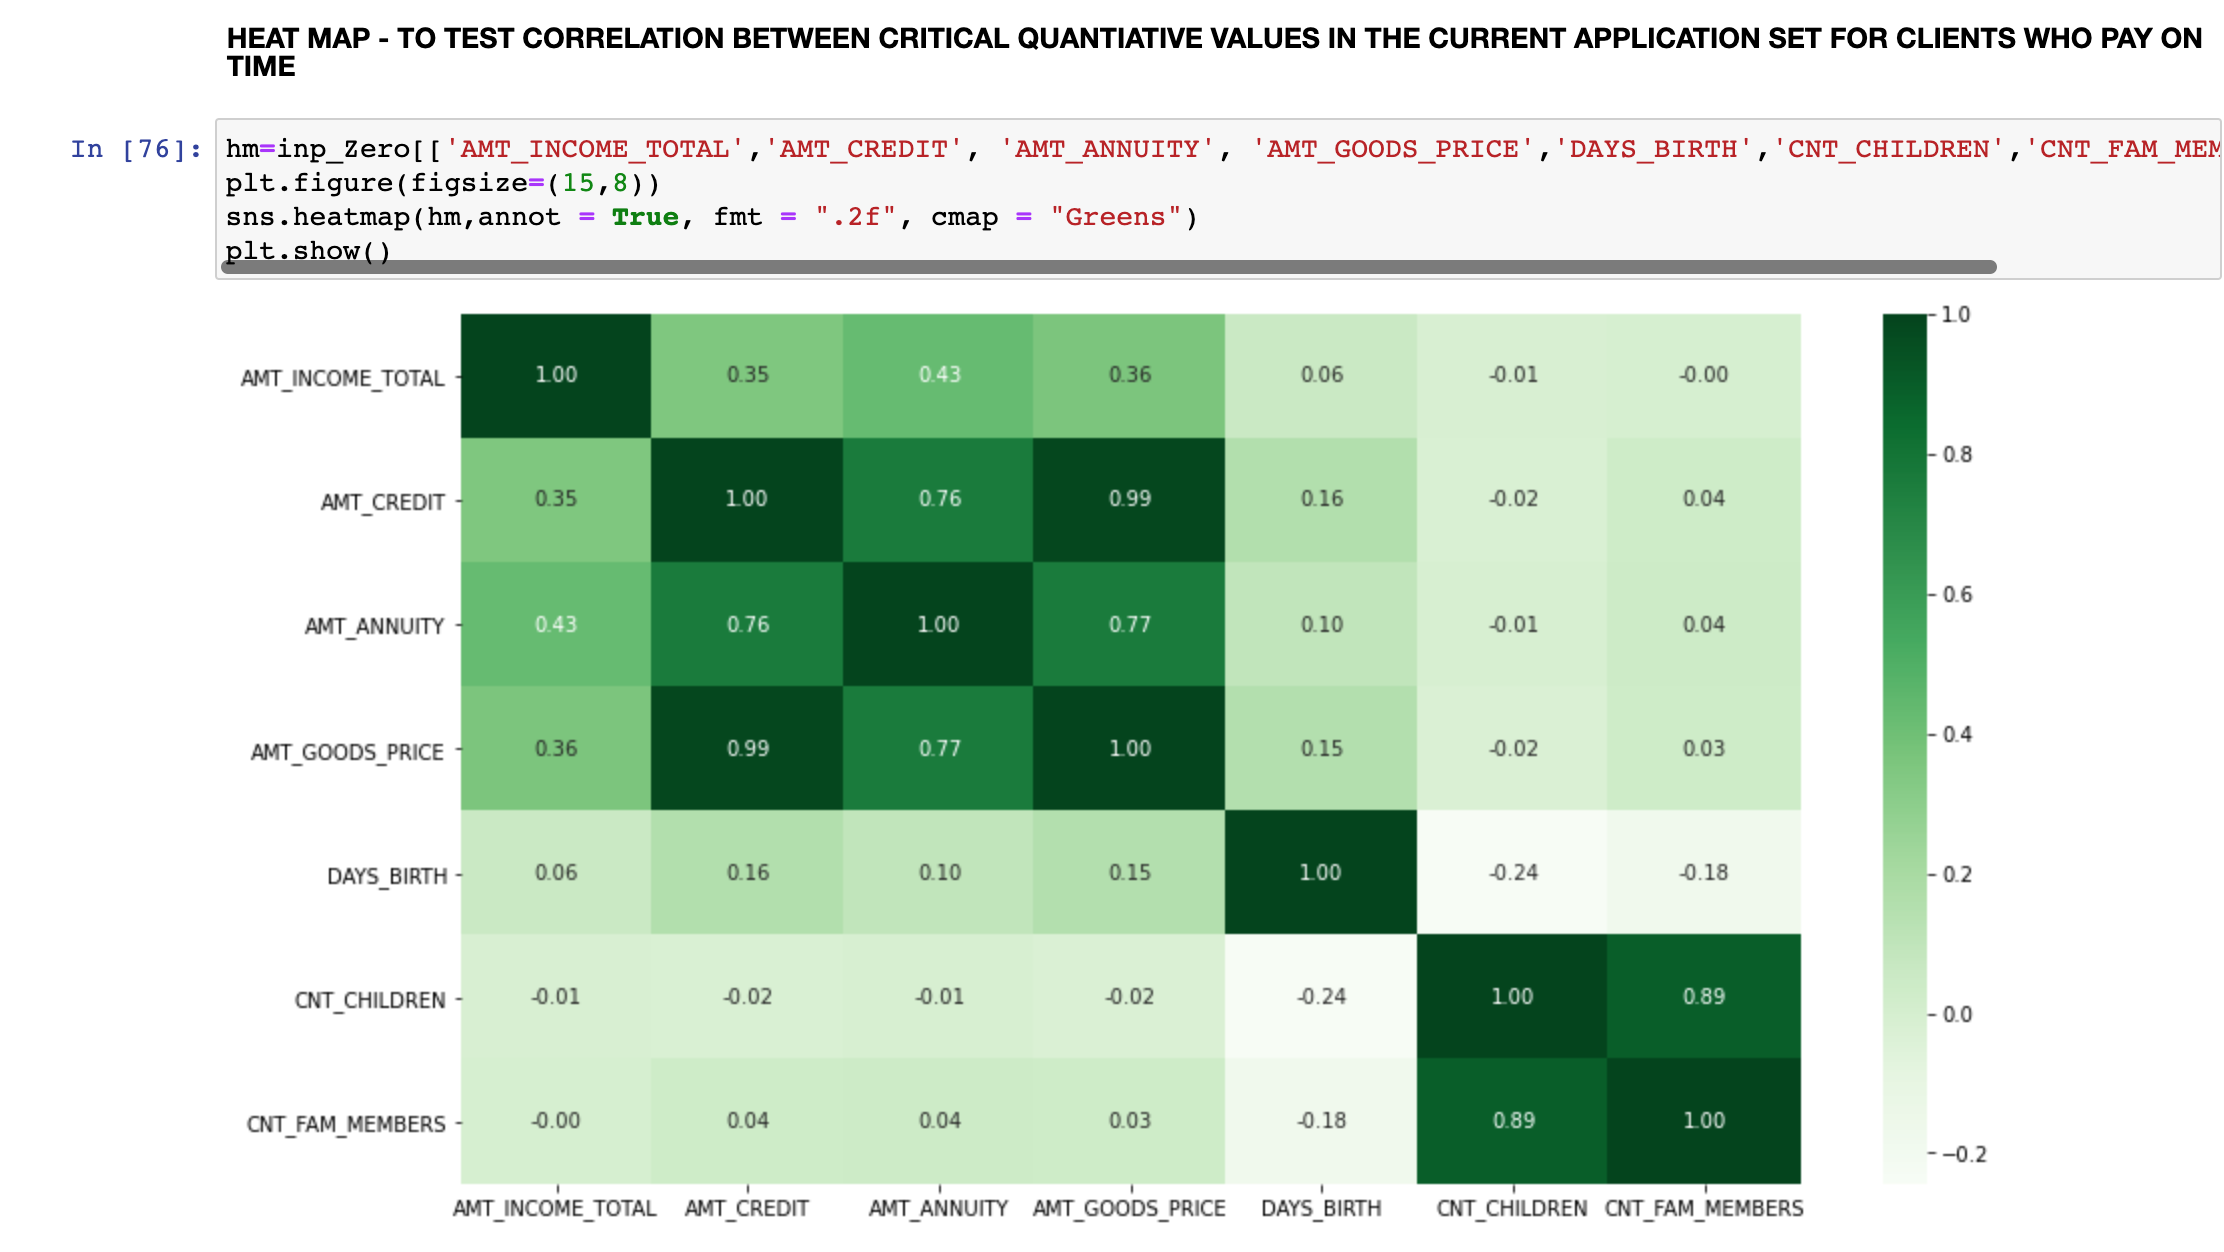 HEAT MAP - TO TEST CORRELATION BETWEEN CRITICAL QUANTIATIVE VALUES IN THE CURRENT APPLICATION SET FOR CLIENTS WHO PAY ON
TIME
In [76]: hm=inp_Zero[['AMT_INCOME_TOTAL','AMT_CREDIT', 'AMT_ANNUITY', 'AMT_GOODS_PRICE','DAYS_BIRTH','CNT_CHILDREN','CNT_FAM_MEM
plt.figure(figsize=(15,8))
sns.heatmap(hm,annot = True, fmt = ".2f", cmap = "Greens")
plt.show()
1.0
AMT_INCOME_TOTAL 1.00 0.35 0.43 0.36 0.06 -0.01 -0.00
0.8
AMT_CREDIT 0.35 1.00 0.76 0.99 0.16 -0.02 0.04
0.6
AMT_ANNUITY 0.43 0.76 1.00 0.77 0.10 -0.01 0.04
0.4
AMT_GOODS_PRICE 0.36 0.99 0.77 1.00 0.15 -0.02 0.03
0.2
DAYS_BIRTH 0.06 0.16 0.10 0.15 1.00 -0.24 -0.18
CNT_CHILDREN -0.01 -0.02 -0.01 -0.02 -0.24 1.00 0.89
0.0
CNT_FAM_MEMBERS -0.00 0.04 0.04 0.03 -0.18 0.89 1.00
−0.2
AMT_INCOME_TOTAL AMT_CREDIT AMT_ANNUITY AMT_GOODS_PRICE DAYS_BIRTH CNT_CHILDREN CNT_FAM_MEMBERS